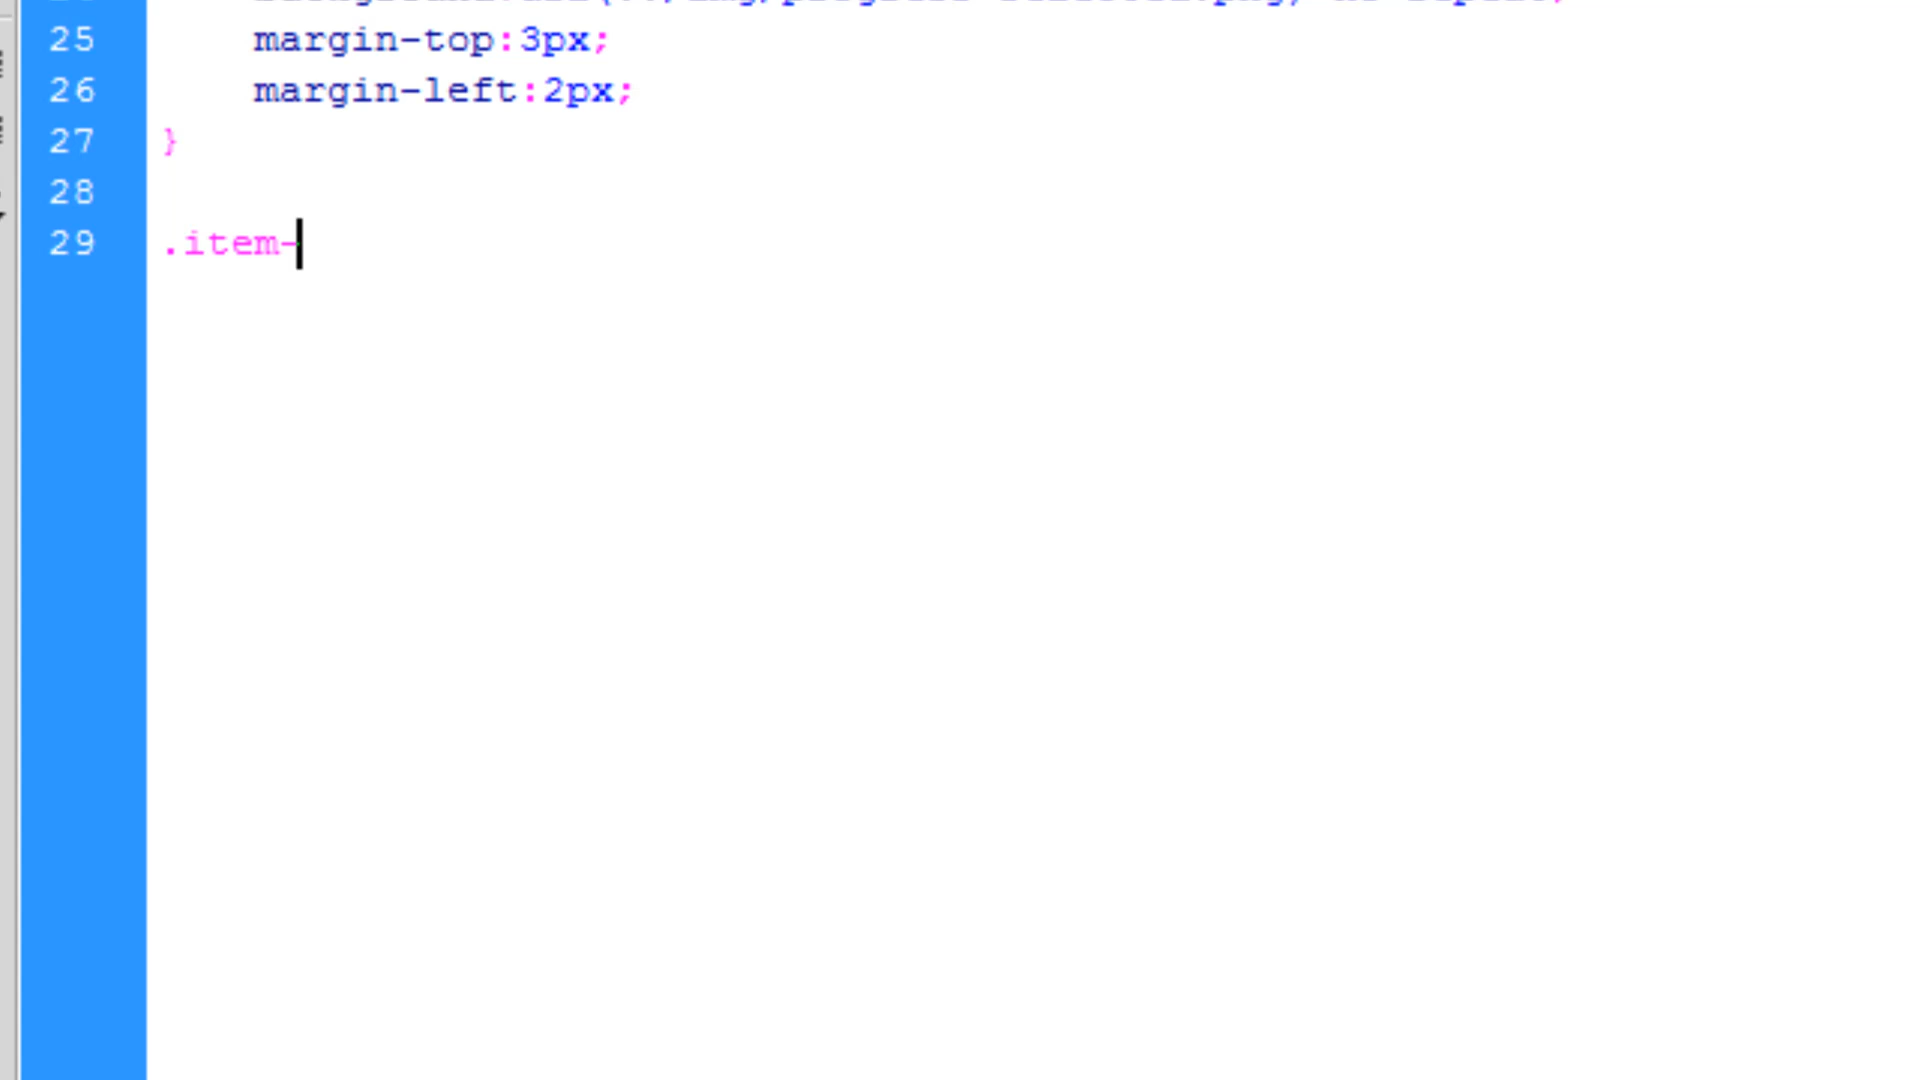 25 margin-top:3px;
26 margin-left:2px;
27 }
28
29 .item-